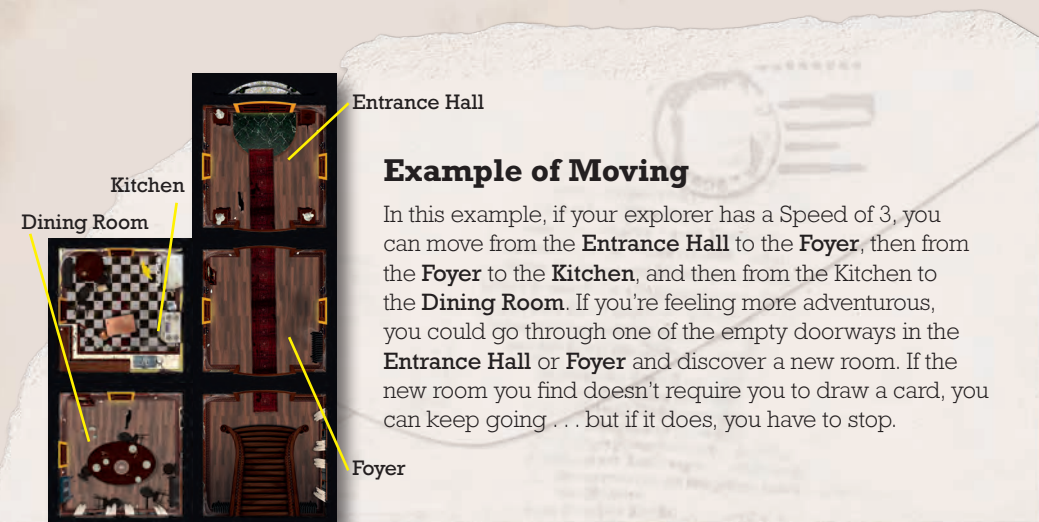 Entrance Hall
Kitchen
Dining Room
Foyer
Example of Moving
In this example, if your explorer has a Speed of 3, you
can move from the Entrance Hall to the Foyer, then from
the Foyer to the Kitchen, and then from the Kitchen to
the Dining Room. If you're feeling more adventurous,
you could go through one of the empty doorways in the
Entrance Hall or Foyer and discover a new room. If the
new room you find doesn't require you to draw a card, you
can keep going . . . but if it does, you have to stop.